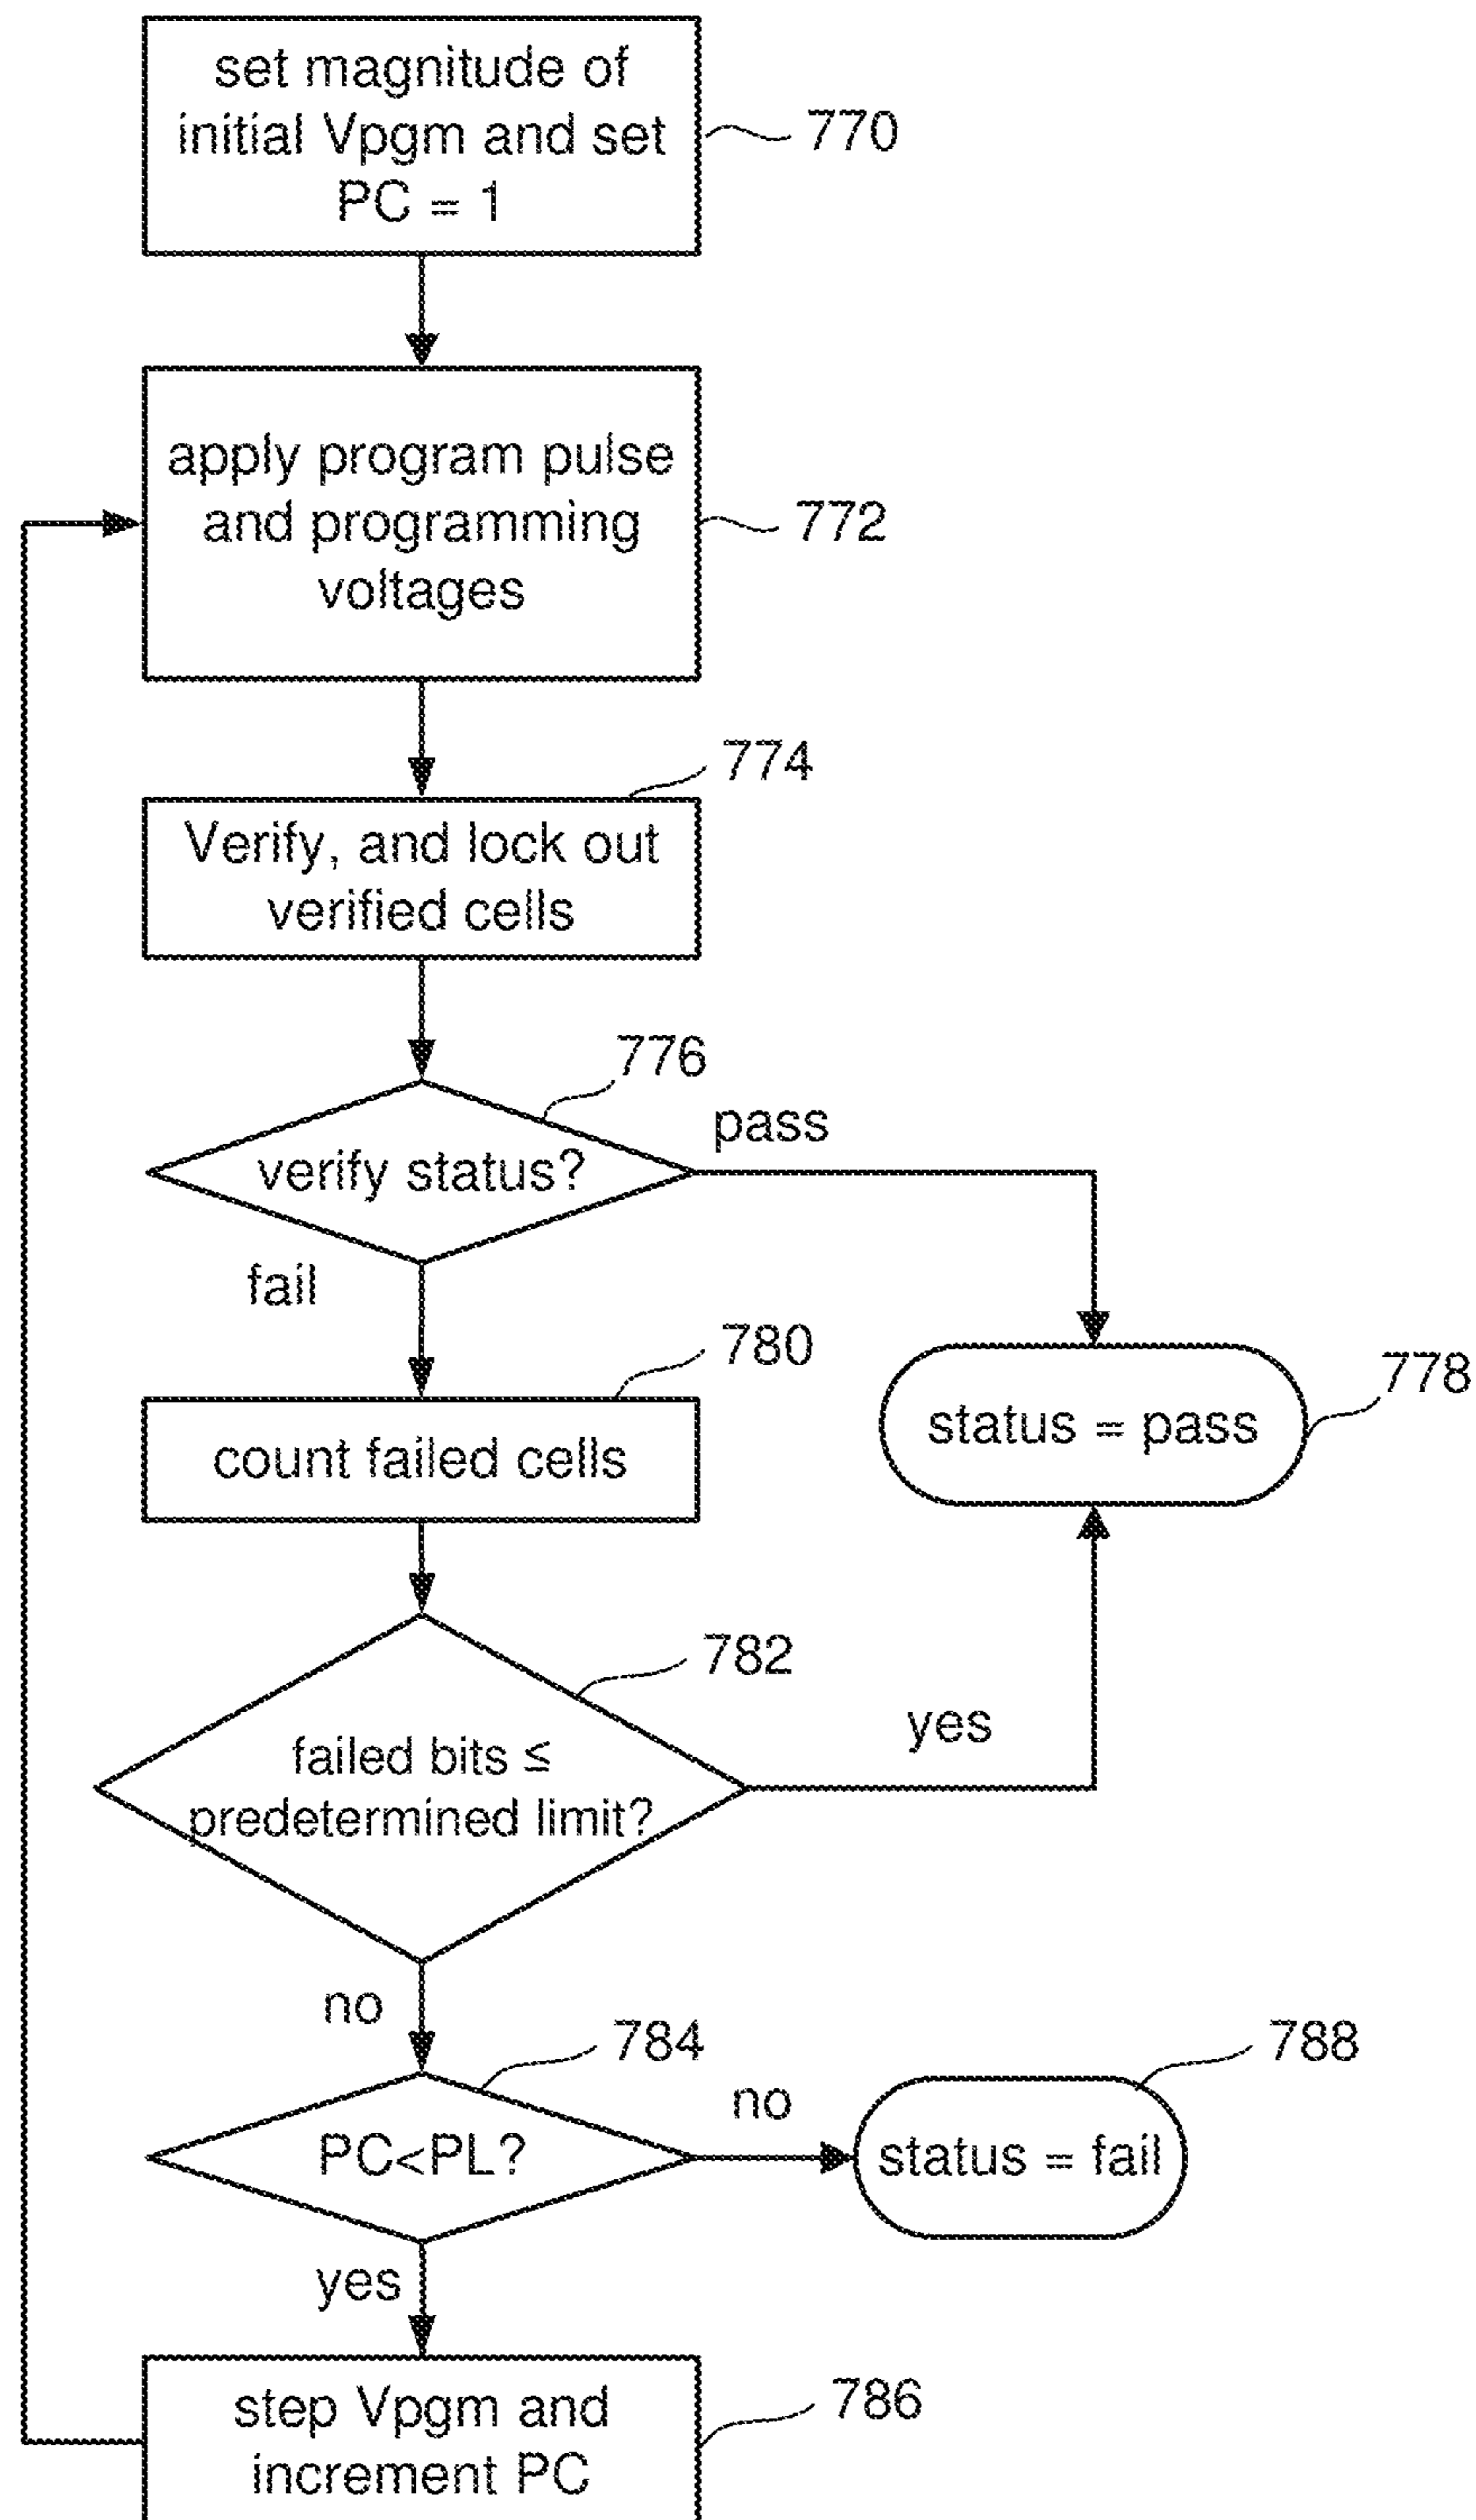 set magnitude of
initial Vpgm and set
PC = 1
770
apply program pulse
and programming
voltages
772
774
Verify, and lock out
verified cells
776
pass
verify status?
fail
780
778
status = pass
count failed cells
782
yes
failed bits ≤
predetermined limit?
no
784
788
no
PC<PL?
status = fail
yes
step Vpgm and
increment PC
786